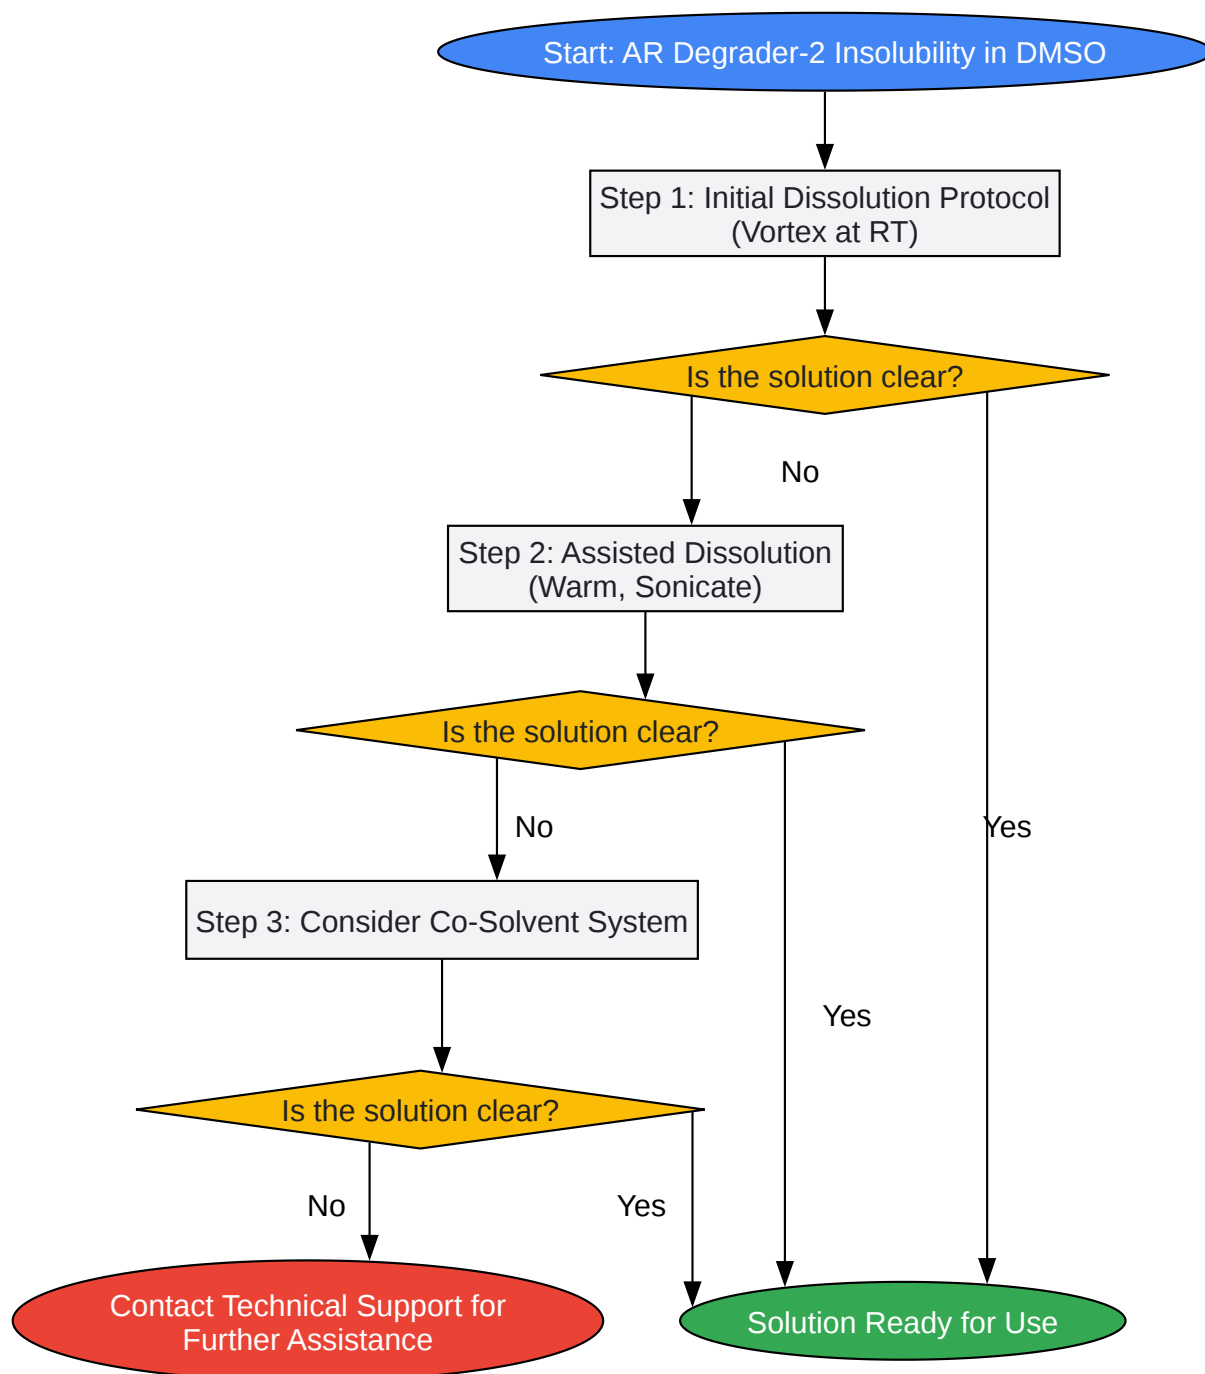 Start: AR Degrader-2 Insolubility in DMSO
Step 1: Initial Dissolution Protocol
(Vortex at RT)
Is the solution clear?
No
Step 2: Assisted Dissolution
(Warm, Sonicate)
Is the solution clear?
No
Yes
Step 3: Consider Co-Solvent System
Yes
Is the solution clear?
No
Yes
Contact Technical Support for
Further Assistance
Solution Ready for Use